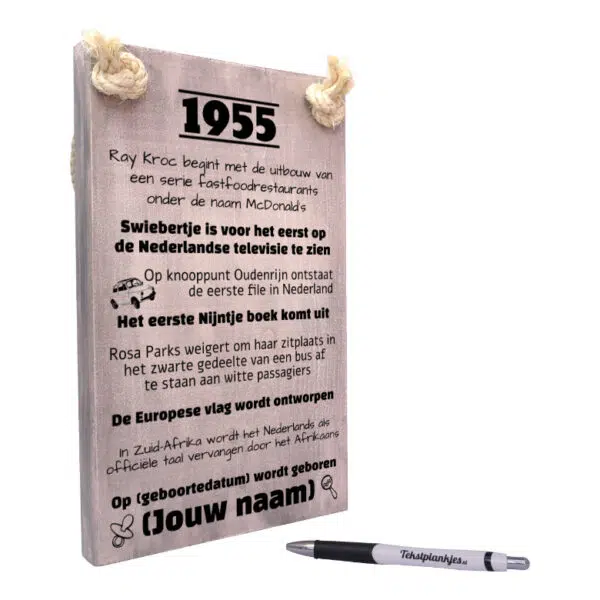 1955
Ray Kroc begint met de uitbouw van
een serie fastfoodrestaurants
onder de naam McDonald's
Swiebertje is voor het eerst op
de Nederlandse televisie te zien
Op knooppunt Oudenrijn ontstaat
de eerste file in Nederland
Het eerste Nijntje boek komt uit
Rosa Parks weigert om haar zitplaats in
het zwarte gedeelte van een bus af
te staan aan witte passagiers
De Europese vlag wordt ontworpen
In Zuid-Afrika wordt het Nederlands als
officiële taal vervangen door het Afrikaans
Op (geboortedatum) wordt geboren
(Jouw naam)
Tekstplankjes.nl